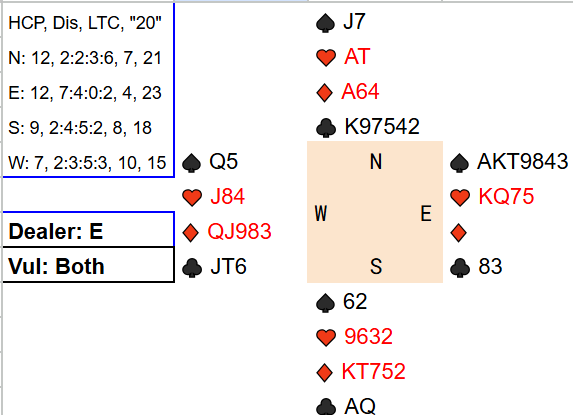 HCP, Dis, LTC, "20"
N: 12, 2:2:3:6, 7, 21
E: 12, 7:4:0:2, 4, 23
S: 9, 2:4:5:2, 8, 18
W: 7, 2:3:5:3, 10, 15
Dealer: E
Vul: Both
♠ J7
♥ AT
♦ A64
♣ K97542
♠ Q5
♥ J84
♦ QJ983
♣ JT6
N
W E
S
♠ AKT9843
♥ KQ75
♦
♣ 83
♠ 62
♥ 9632
♦ KT752
♣ AQ